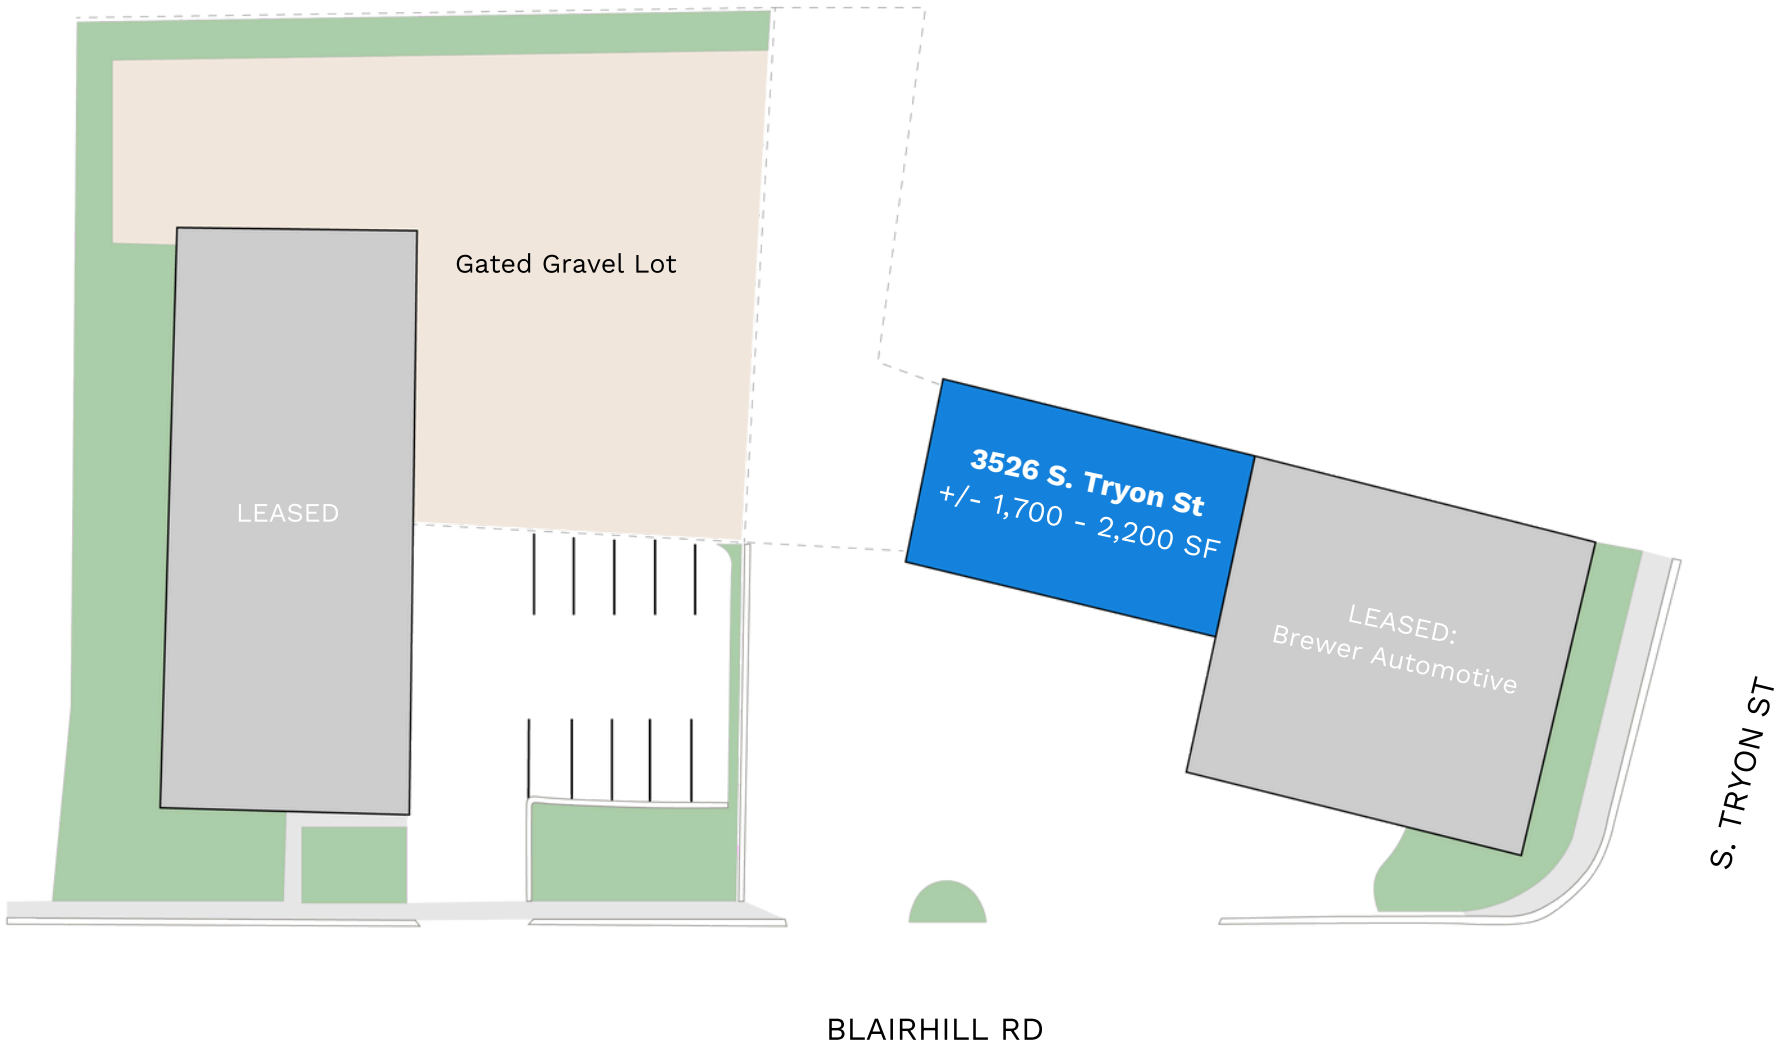 Gated Gravel Lot
LEASED
3526 S. Tryon St
+/- 1,700 - 2,200 SF
LEASED:
Brewer Automotive
S. TRYON ST
BLAIRHILL RD